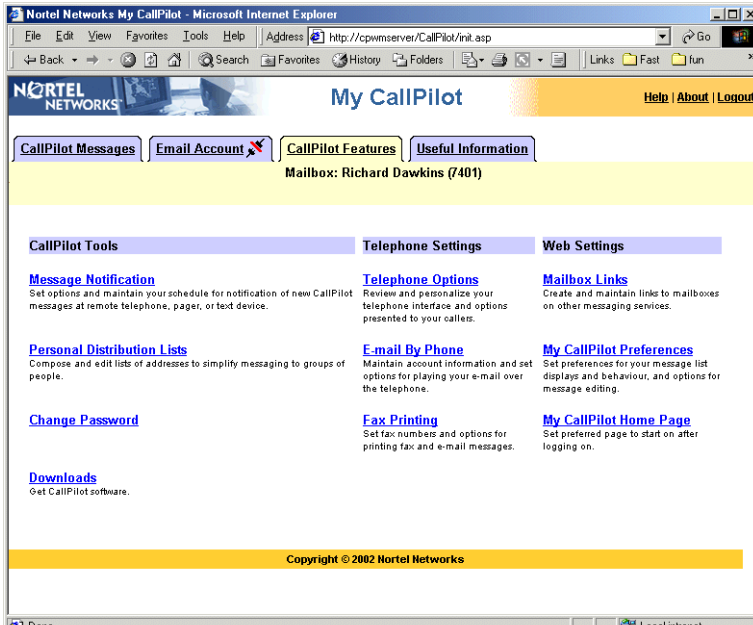 Nortel Networks My CallPilot - Microsoft Internet Explorer
File Edit View Favorites Tools Help Address http://cpwmserver/CallPilot/init.asp Go
Back Search Favorites History Folders Links Fast fun
NORTEL NETWORKS
My CallPilot
Help | About | Logout
CallPilot Messages Email Account CallPilot Features Useful Information
Mailbox: Richard Dawkins (7401)
CallPilot Tools
Message Notification
Set options and maintain your schedule for notification of new CallPilot
messages at remote telephone, pager, or text device.
Personal Distribution Lists
Compose and edit lists of addresses to simplify messaging to groups of
people.
Change Password
Downloads
Get CallPilot software.
Telephone Settings
Telephone Options
Review and personalize your
telephone interface and options
presented to your callers.
E-mail By Phone
Maintain account information and set
options for playing your e-mail over
the telephone.
Fax Printing
Set fax numbers and options for
printing fax and e-mail messages.
Web Settings
Mailbox Links
Create and maintain links to mailboxes
on other messaging services.
My CallPilot Preferences
Set preferences for your message list
displays and behaviour, and options for
message editing.
My CallPilot Home Page
Set preferred page to start on after
logging on.
Copyright © 2002 Nortel Networks